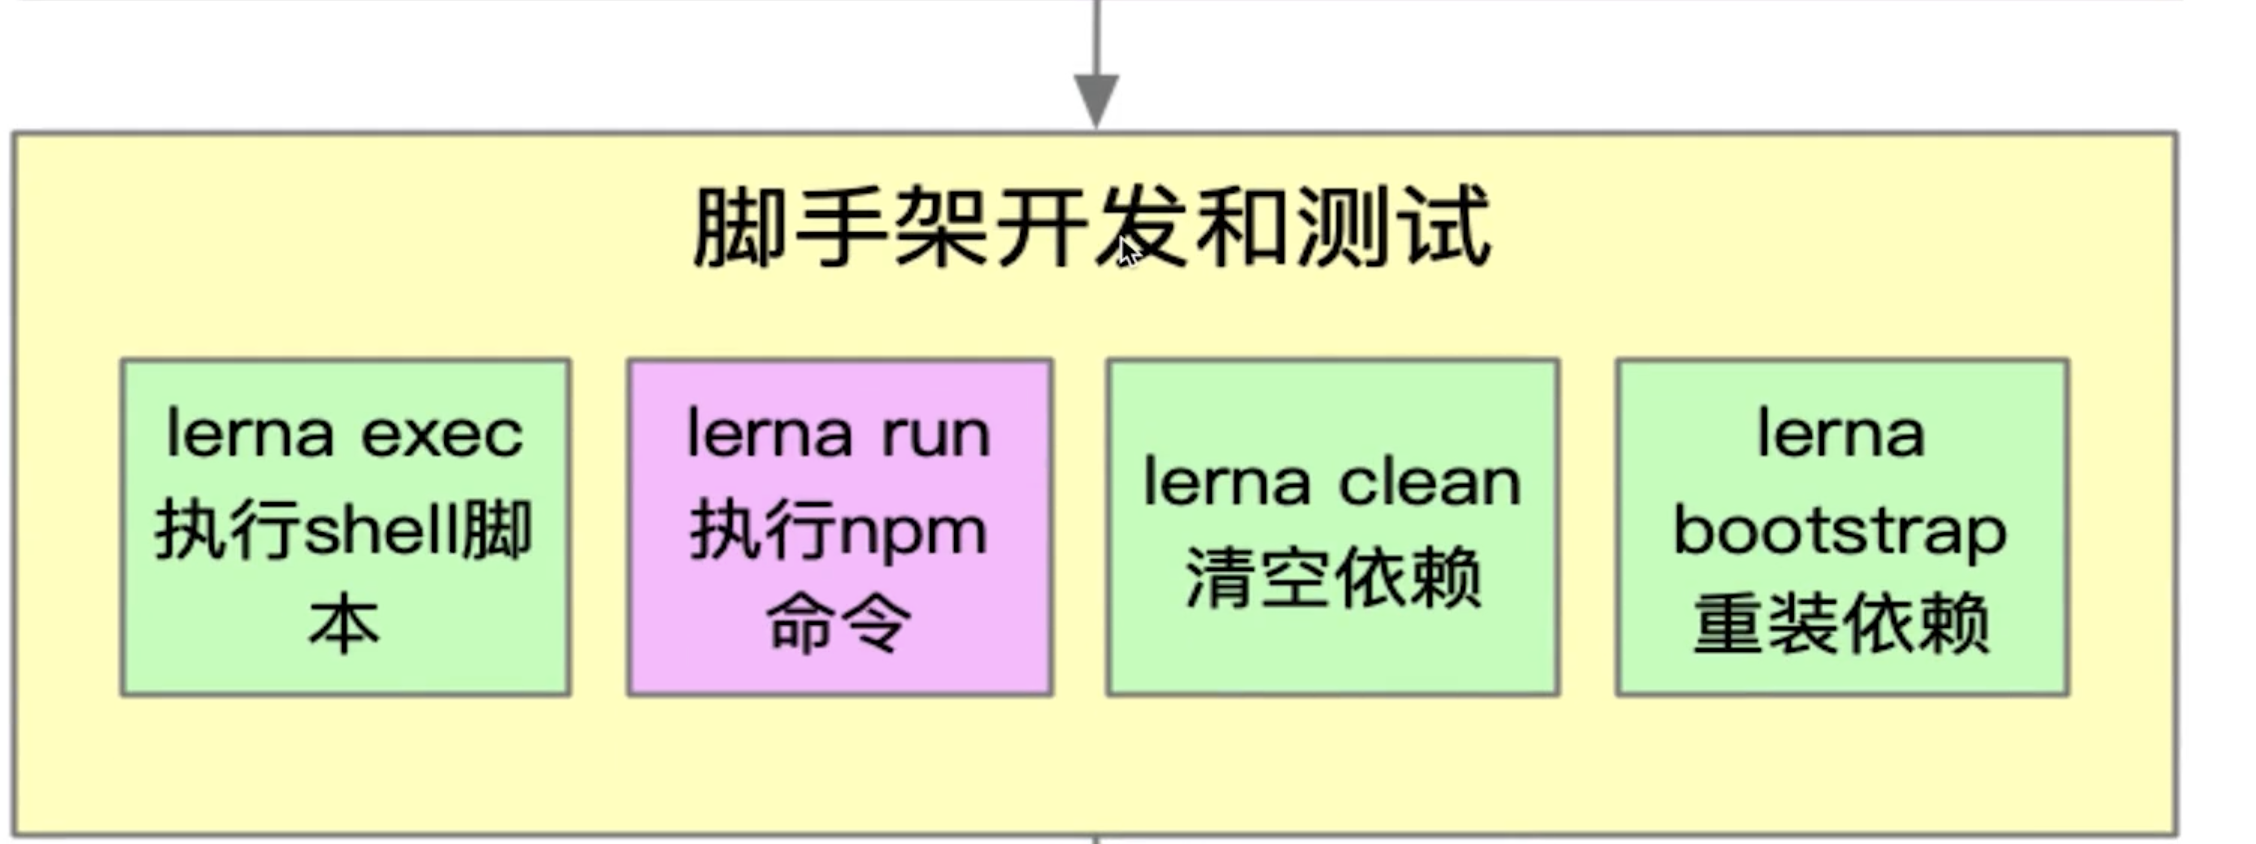 脚手架开发和测试
lerna exec
执行shell脚
本
lerna run
执行npm
命令
lerna clean
清空依赖
lerna
bootstrap
重装依赖